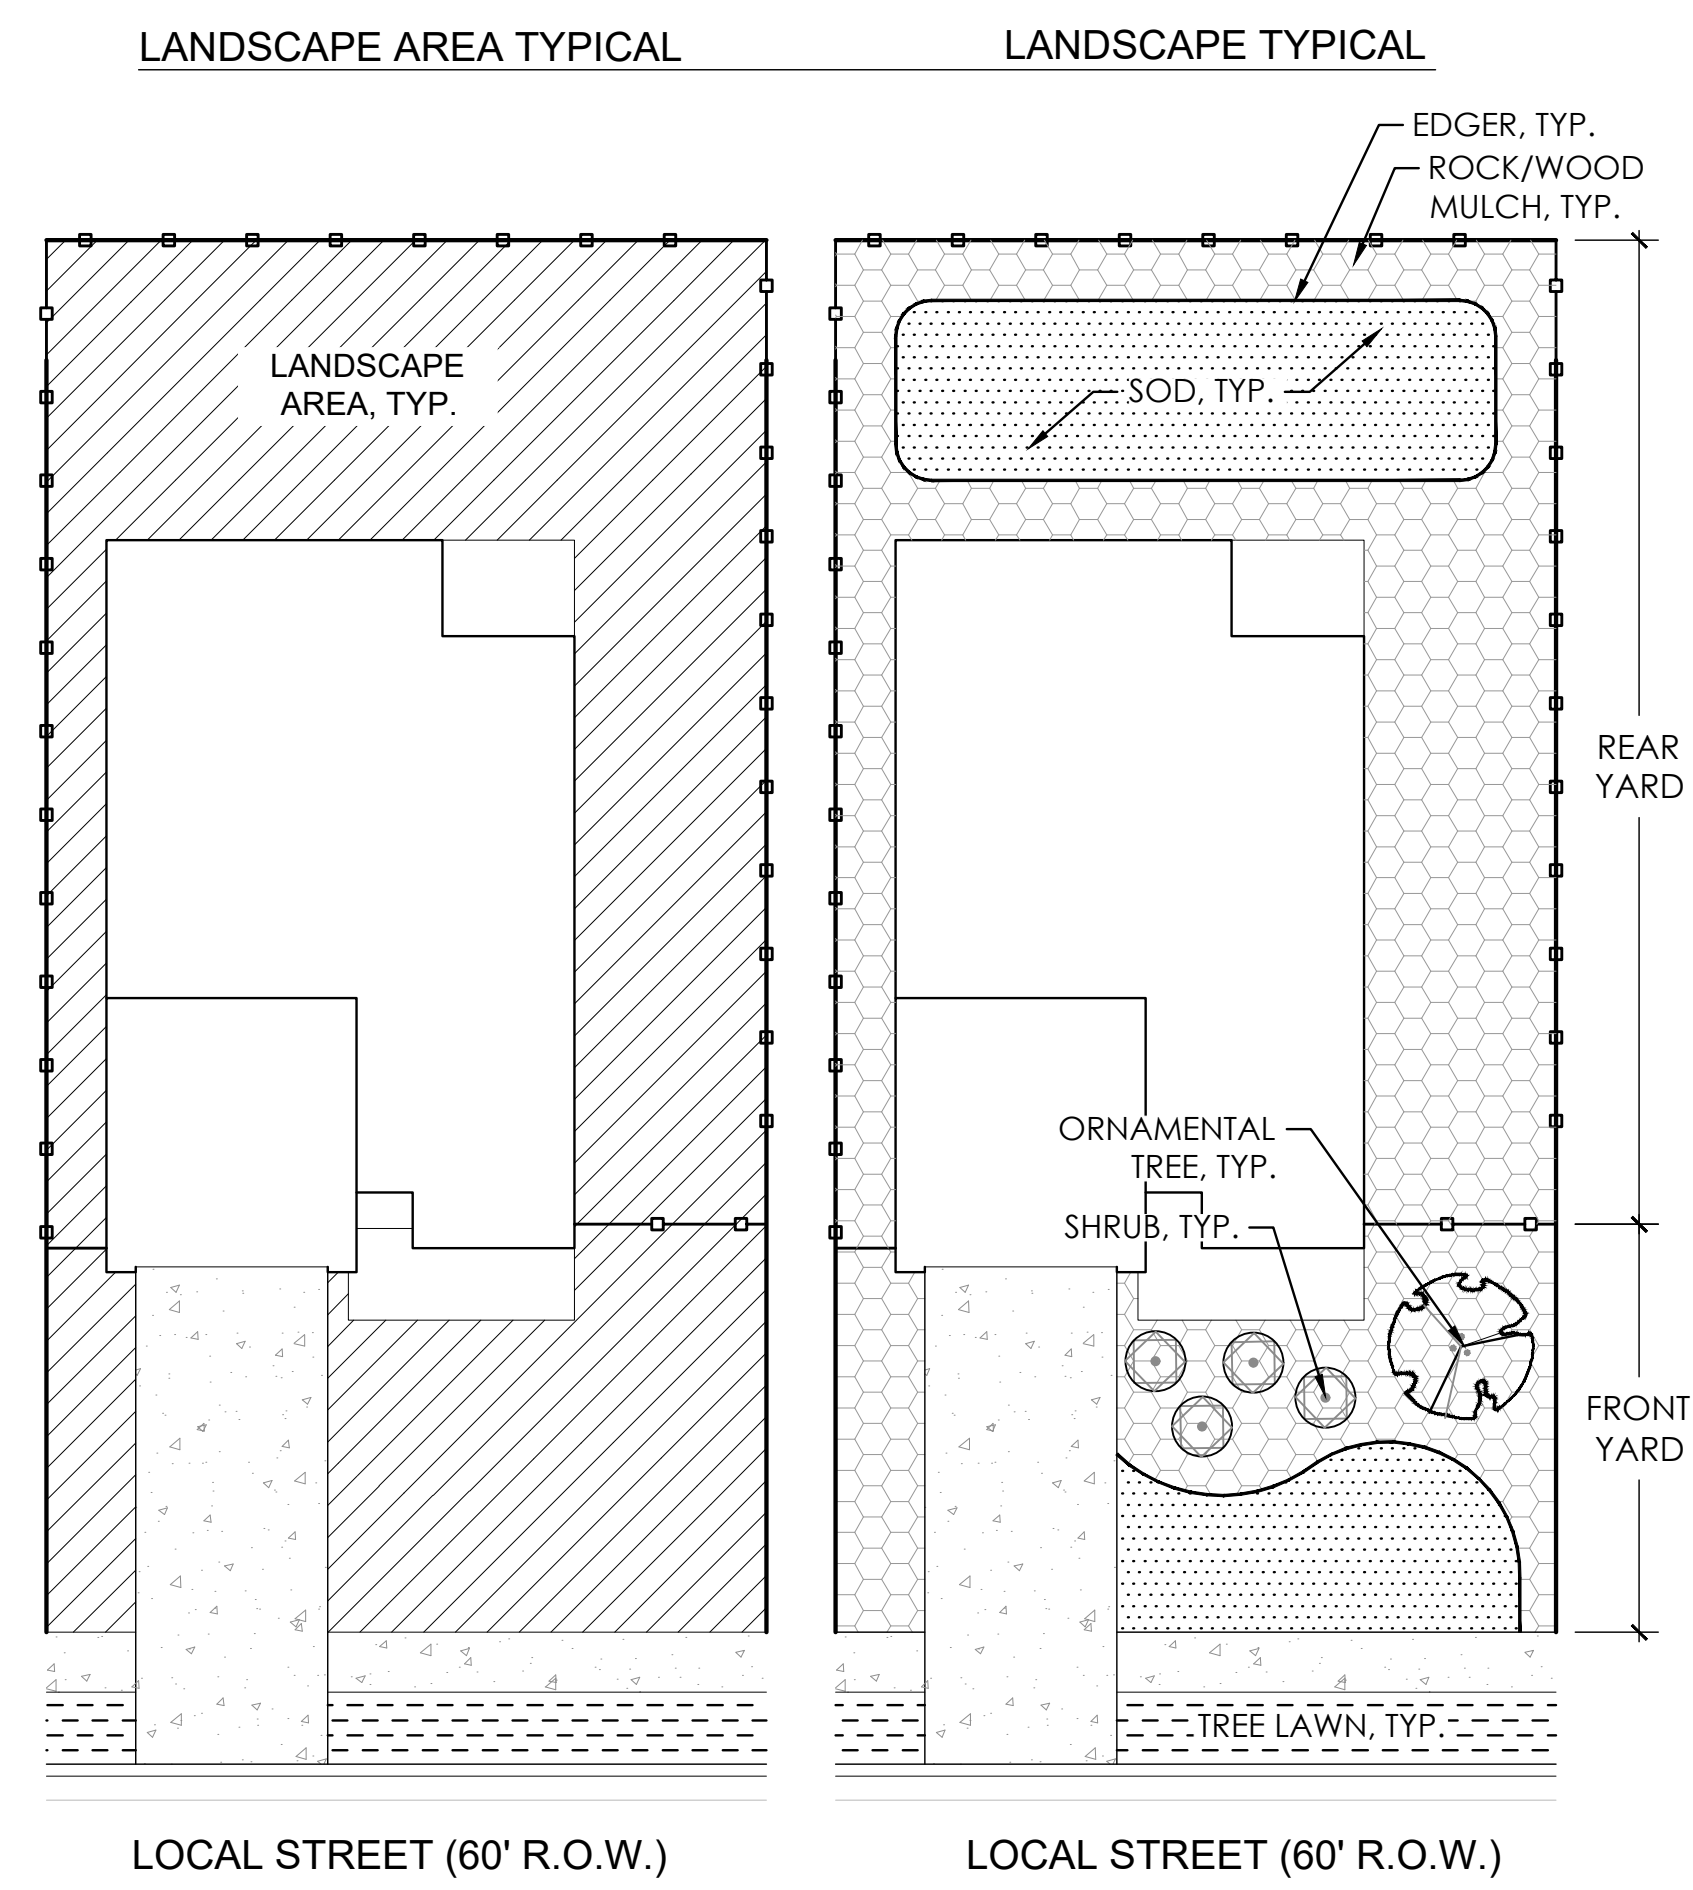 LANDSCAPE AREA TYPICAL
LANDSCAPE TYPICAL
EDGER, TYP.
ROCK/WOOD
MULCH, TYP.
LANDSCAPE
AREA, TYP.
SOD, TYP.
REAR
YARD
ORNAMENTAL
TREE, TYP.
SHRUB, TYP.
FRONT
YARD
TREE LAWN, TYP.
LOCAL STREET (60' R.O.W.)
LOCAL STREET (60' R.O.W.)